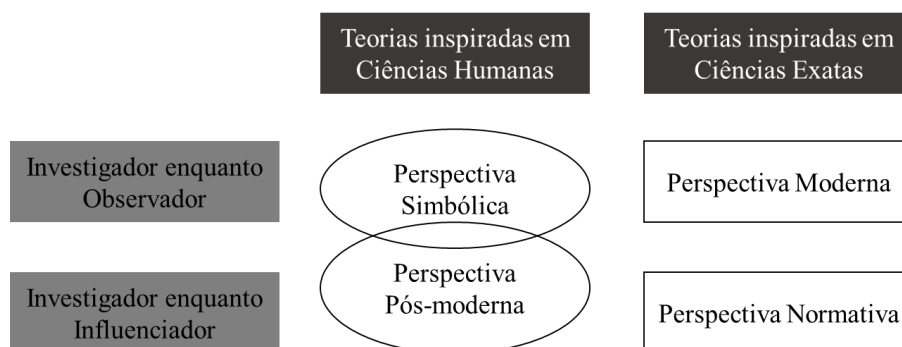 Teorias inspiradas em
Ciências Humanas
Teorias inspiradas em
Ciências Exatas
Investigador enquanto
Observador
Perspectiva
Simbólica
Perspectiva Moderna
Investigador enquanto
Influenciador
Perspectiva
Pós-moderna
Perspectiva Normativa